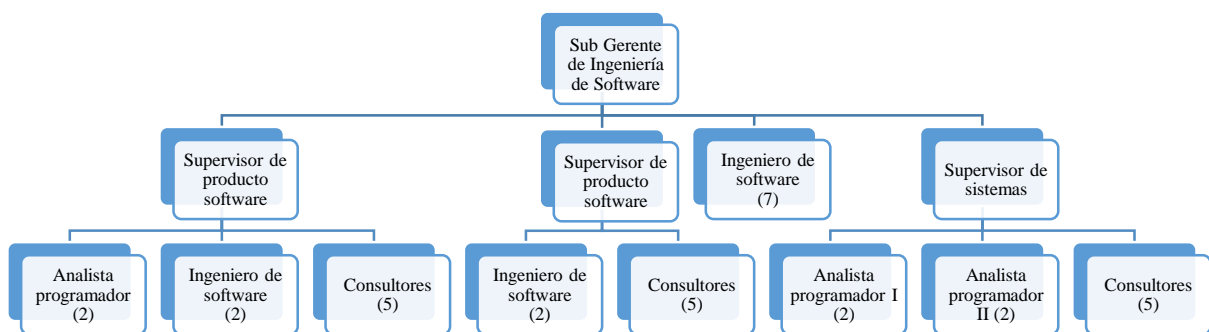 Sub Gerente
de Ingeniería
de Software
Supervisor de
producto
software
Supervisor de
producto
software
Ingeniero de
software
(7)
Supervisor de
sistemas
Analista
programador
(2)
Ingeniero de
software
(2)
Consultores
(5)
Ingeniero de
software
(2)
Consultores
(5)
Analista
programador I
(2)
Analista
programador
II (2)
Consultores
(5)